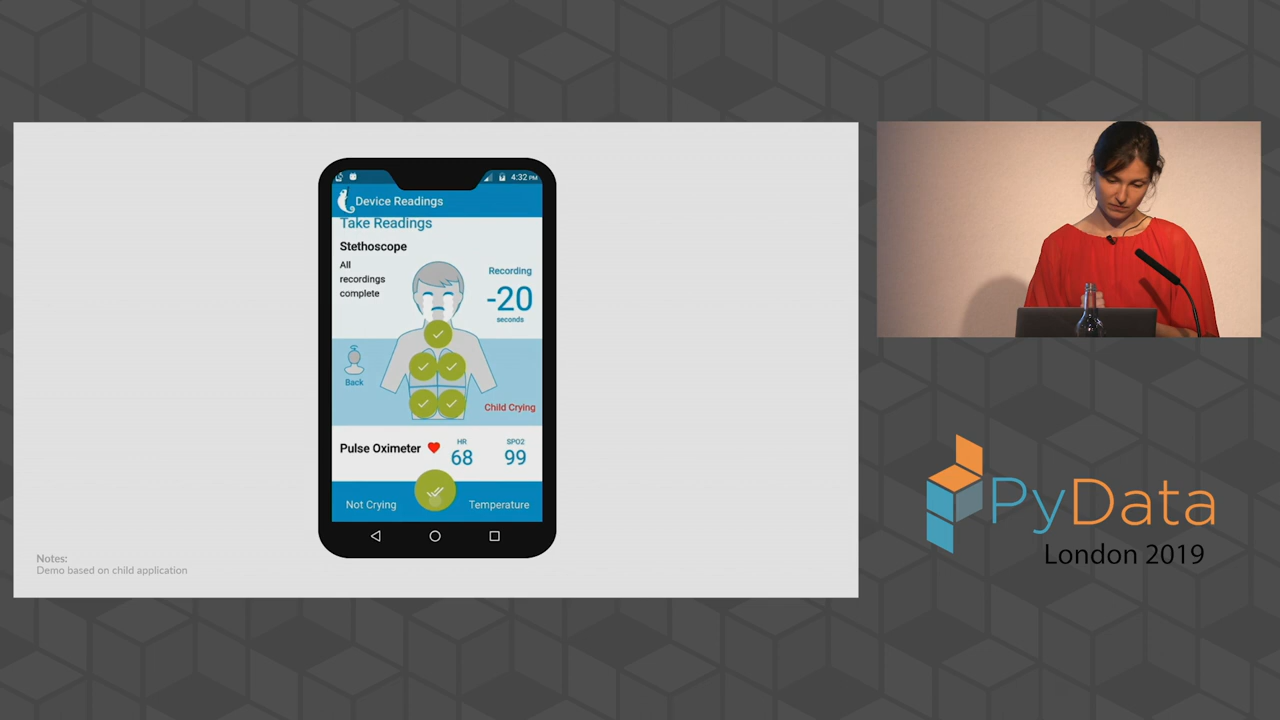 4:32 PM
Device Readings
Take Readings
Stethoscope
All
recordings
complete
Recording
-20
seconds
Back
Child Crying
Pulse Oximeter
HR
68
SPO2
99
Not Crying
Temperature
Notes:
Demo based on child application
PyData
London 2019